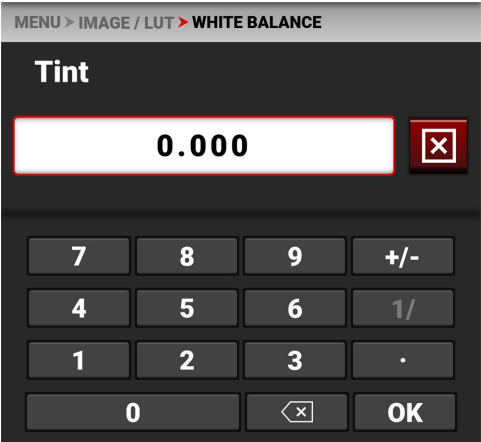 MENU > IMAGE / LUT > WHITE BALANCE
Tint
0.000
7 8 9 +/-
4 5 6 1/
1 2 3 .
0 OK